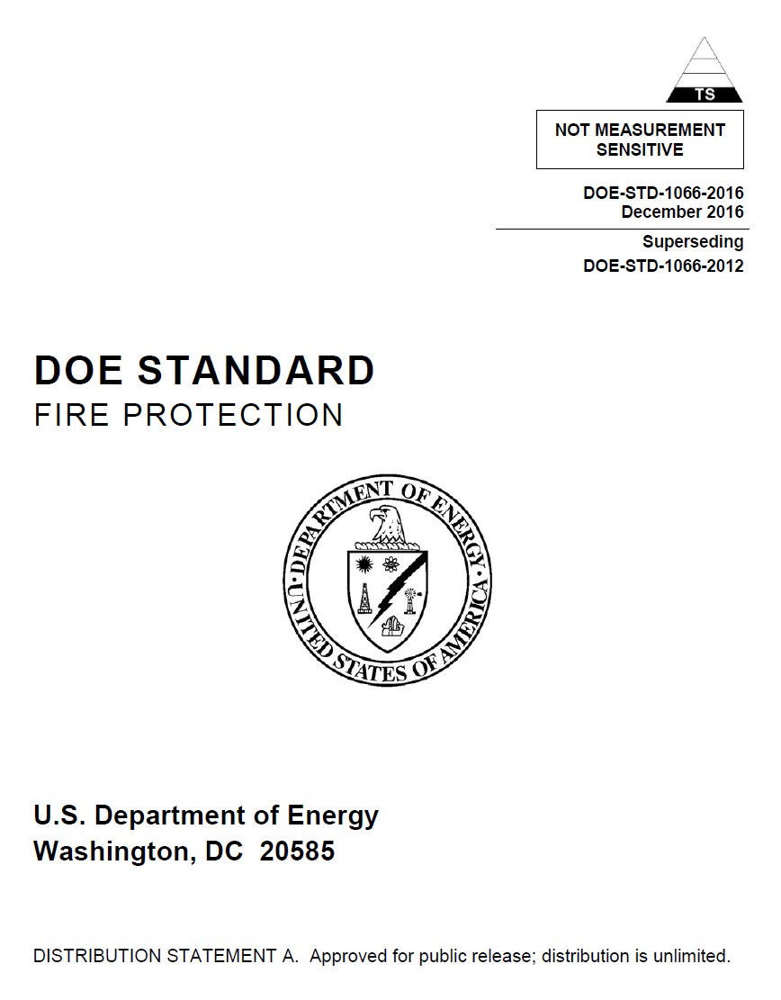 TS
NOT MEASUREMENT
SENSITIVE
DOE-STD-1066-2016
December 2016
Superseding
DOE-STD-1066-2012
DOE STANDARD
FIRE PROTECTION
DEPARTMENT OF ENERGY
UNITED STATES OF AMERICA
U.S. Department of Energy
Washington, DC  20585
DISTRIBUTION STATEMENT A.  Approved for public release; distribution is unlimited.